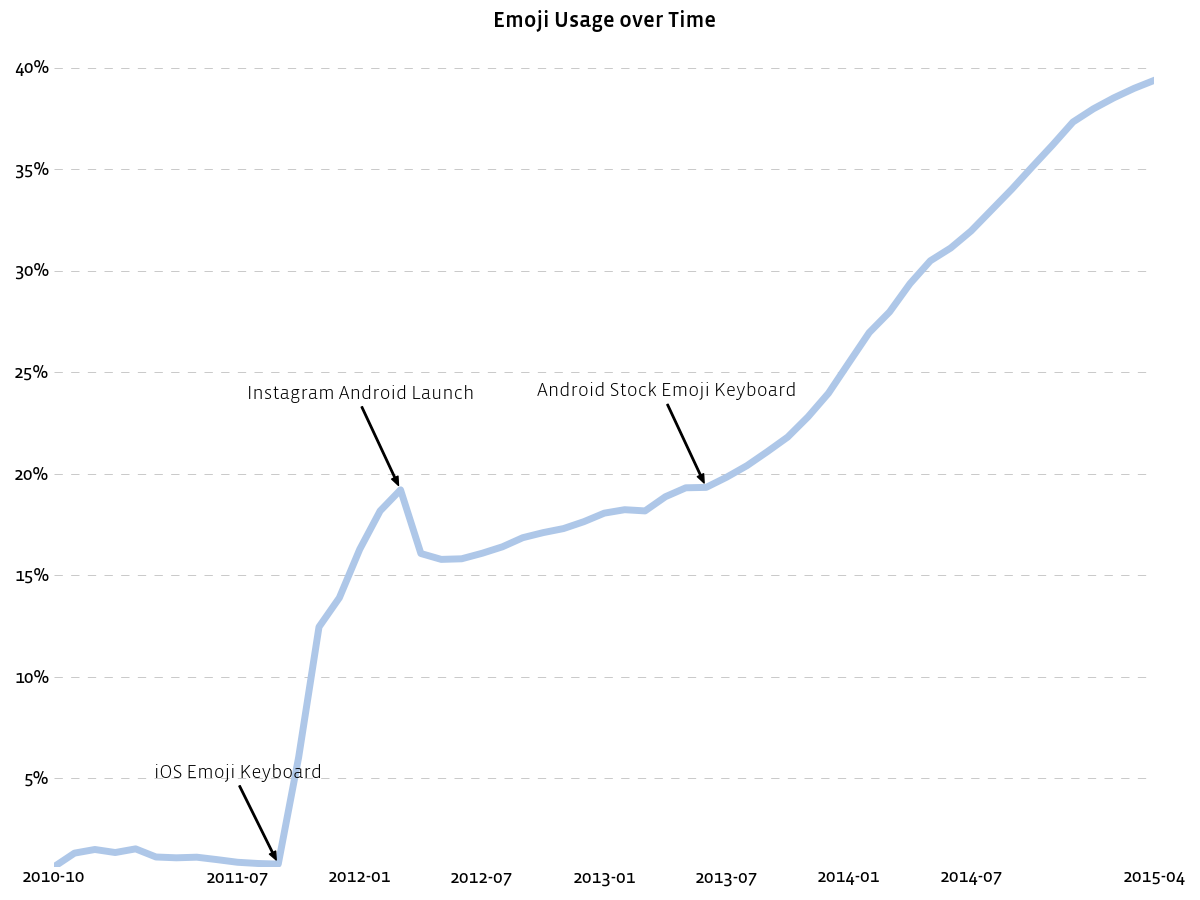 Emoji Usage over Time
40%
35%
30%
25%
Instagram Android Launch
Android Stock Emoji Keyboard
20%
15%
10%
iOS Emoji Keyboard
5%
2010-10 2011-07 2012-01 2012-07 2013-01 2013-07 2014-01 2014-07 2015-04